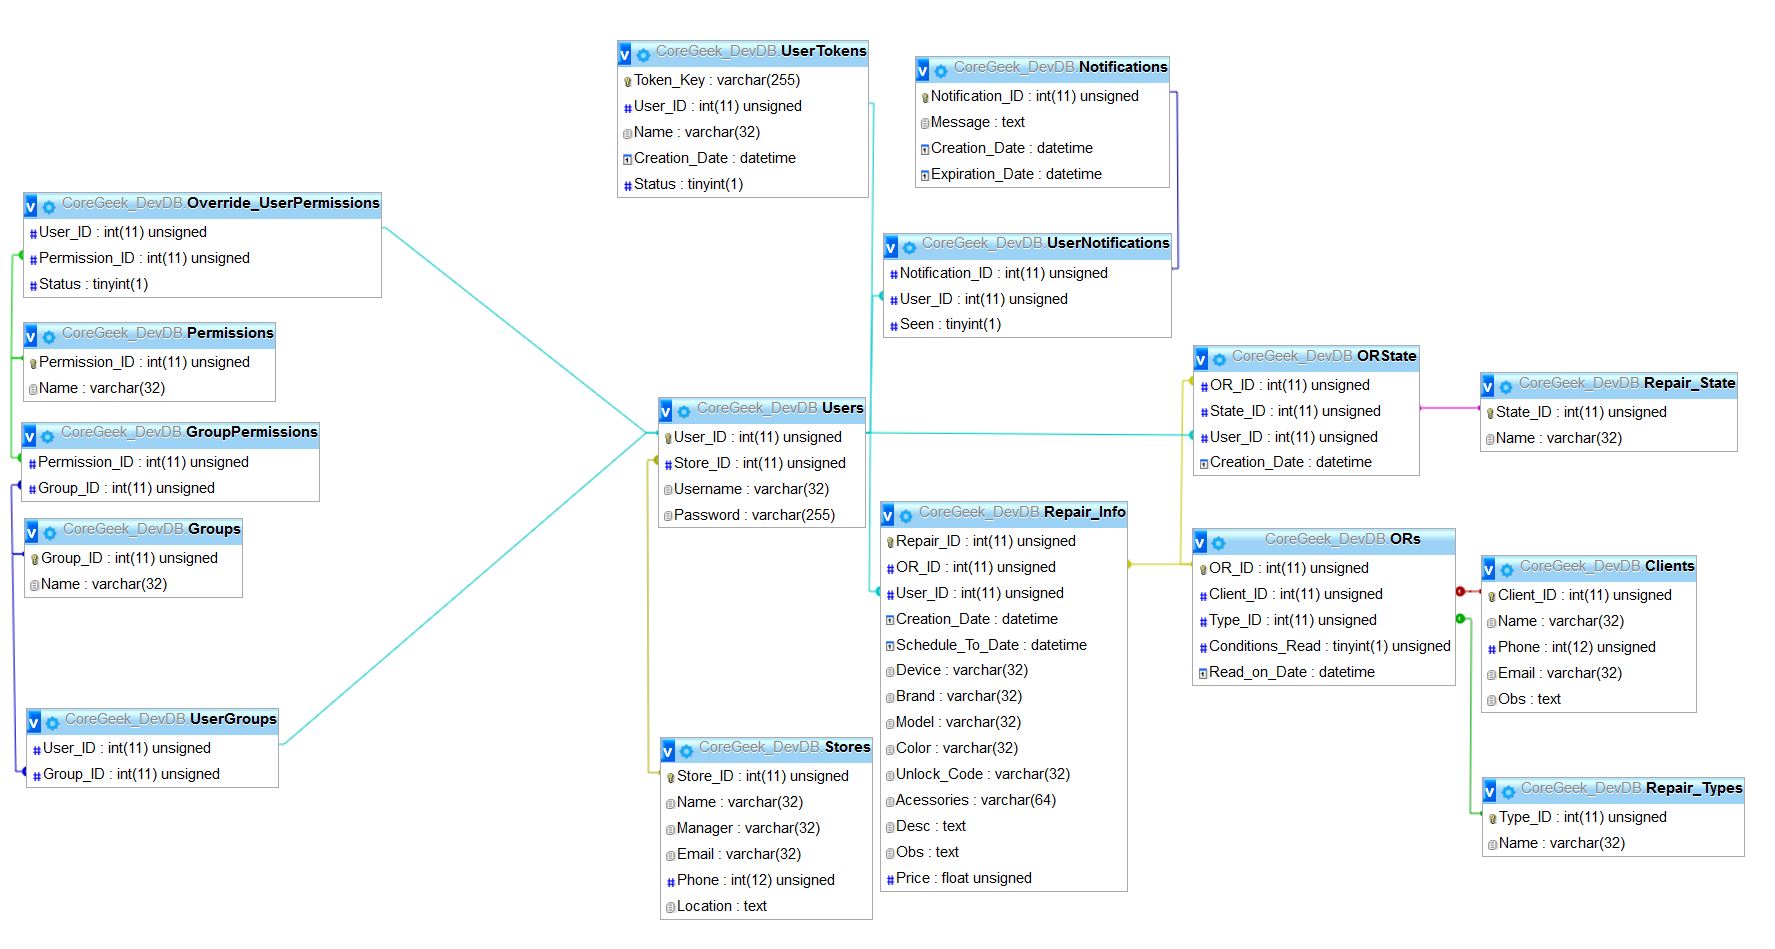 CoreGeek_DevDB.UserTokens
Token_Key : varchar(255)
User_ID : int(11) unsigned
Name : varchar(32)
Creation_Date : datetime
Status : tinyint(1)
CoreGeek_DevDB.Notifications
Notification_ID : int(11) unsigned
Message : text
Creation_Date : datetime
Expiration_Date : datetime
CoreGeek_DevDB.Override_UserPermissions
User_ID : int(11) unsigned
Permission_ID : int(11) unsigned
Status : tinyint(1)
CoreGeek_DevDB.UserNotifications
Notification_ID : int(11) unsigned
User_ID : int(11) unsigned
Seen : tinyint(1)
CoreGeek_DevDB.Permissions
Permission_ID : int(11) unsigned
Name : varchar(32)
CoreGeek_DevDB.GroupPermissions
Permission_ID : int(11) unsigned
Group_ID : int(11) unsigned
CoreGeek_DevDB.Groups
Group_ID : int(11) unsigned
Name : varchar(32)
CoreGeek_DevDB.UserGroups
User_ID : int(11) unsigned
Group_ID : int(11) unsigned
CoreGeek_DevDB.Users
User_ID : int(11) unsigned
Store_ID : int(11) unsigned
Username : varchar(32)
Password : varchar(255)
CoreGeek_DevDB.Stores
Store_ID : int(11) unsigned
Name : varchar(32)
Manager : varchar(32)
Email : varchar(32)
Phone : int(12) unsigned
Location : text
CoreGeek_DevDB.Repair_Info
Repair_ID : int(11) unsigned
OR_ID : int(11) unsigned
User_ID : int(11) unsigned
Creation_Date : datetime
Schedule_To_Date : datetime
Device : varchar(32)
Brand : varchar(32)
Model : varchar(32)
Color : varchar(32)
Unlock_Code : varchar(32)
Acessories : varchar(64)
Desc : text
Obs : text
Price : float unsigned
CoreGeek_DevDB.ORState
OR_ID : int(11) unsigned
State_ID : int(11) unsigned
User_ID : int(11) unsigned
Creation_Date : datetime
CoreGeek_DevDB.Repair_State
State_ID : int(11) unsigned
Name : varchar(32)
CoreGeek_DevDB.ORs
OR_ID : int(11) unsigned
Client_ID : int(11) unsigned
Type_ID : int(11) unsigned
Conditions_Read : tinyint(1) unsigned
Read_on_Date : datetime
CoreGeek_DevDB.Clients
Client_ID : int(11) unsigned
Name : varchar(32)
Phone : int(12) unsigned
Email : varchar(32)
Obs : text
CoreGeek_DevDB.Repair_Types
Type_ID : int(11) unsigned
Name : varchar(32)